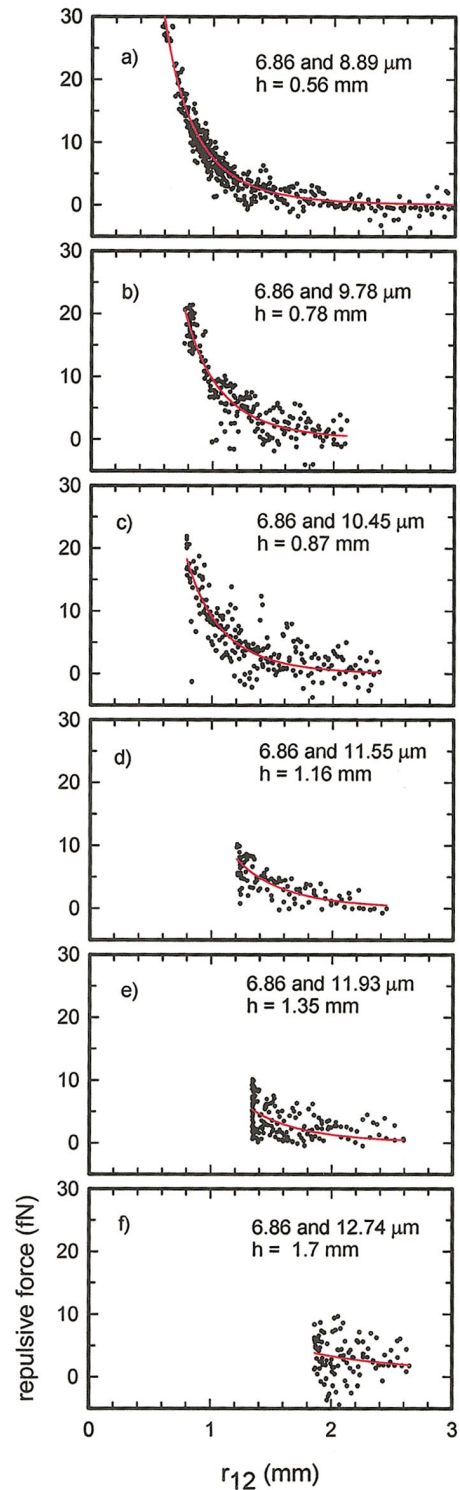 30
20
10
0
a)
6.86 and 8.89 μm
h = 0.56 mm
30
20
10
0
b)
6.86 and 9.78 μm
h = 0.78 mm
30
20
10
0
c)
6.86 and 10.45 μm
h = 0.87 mm
30
20
10
0
d)
6.86 and 11.55 μm
h = 1.16 mm
30
20
10
0
e)
6.86 and 11.93 μm
h = 1.35 mm
30
20
10
0
f)
6.86 and 12.74 μm
h = 1.7 mm
repulsive force (fN)
0 1 2 3
r12 (mm)